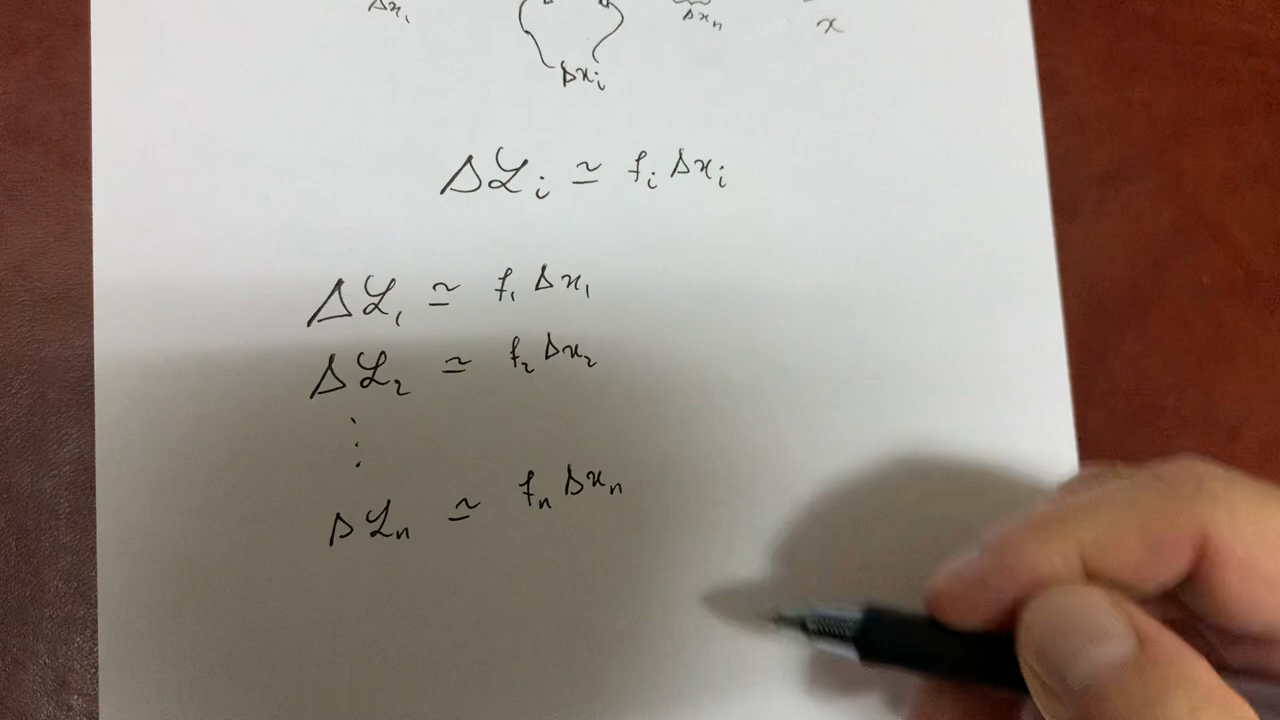 Δx₁ Δxₙ x
Δxᵢ
Δℒᵢ ≃ fᵢ Δxᵢ
Δℒ₁ ≃ f₁ Δx₁
Δℒ₂ ≃ f₂ Δx₂
⋮
Δℒₙ ≃ fₙ Δxₙ